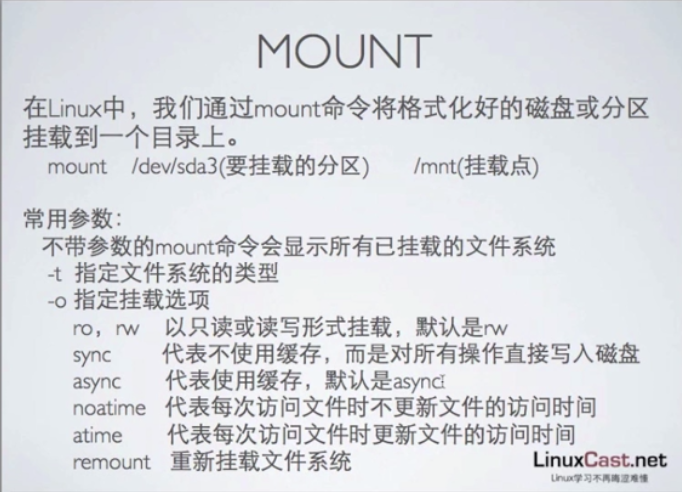 MOUNT
在Linux中，我们通过mount命令将格式化好的磁盘或分区
挂载到一个目录上。
mount /dev/sda3(要挂载的分区) /mnt(挂载点)
常用参数：
不带参数的mount命令会显示所有已挂载的文件系统
-t 指定文件系统的类型
-o 指定挂载选项
ro，rw 以只读或读写形式挂载，默认是rw
sync 代表不使用缓存，而是对所有操作直接写入磁盘
async 代表使用缓存，默认是async
noatime 代表每次访问文件时不更新文件的访问时间
atime 代表每次访问文件时更新文件的访问时间
remount 重新挂载文件系统
LinuxCast.net
Linux学习不再晦涩难懂